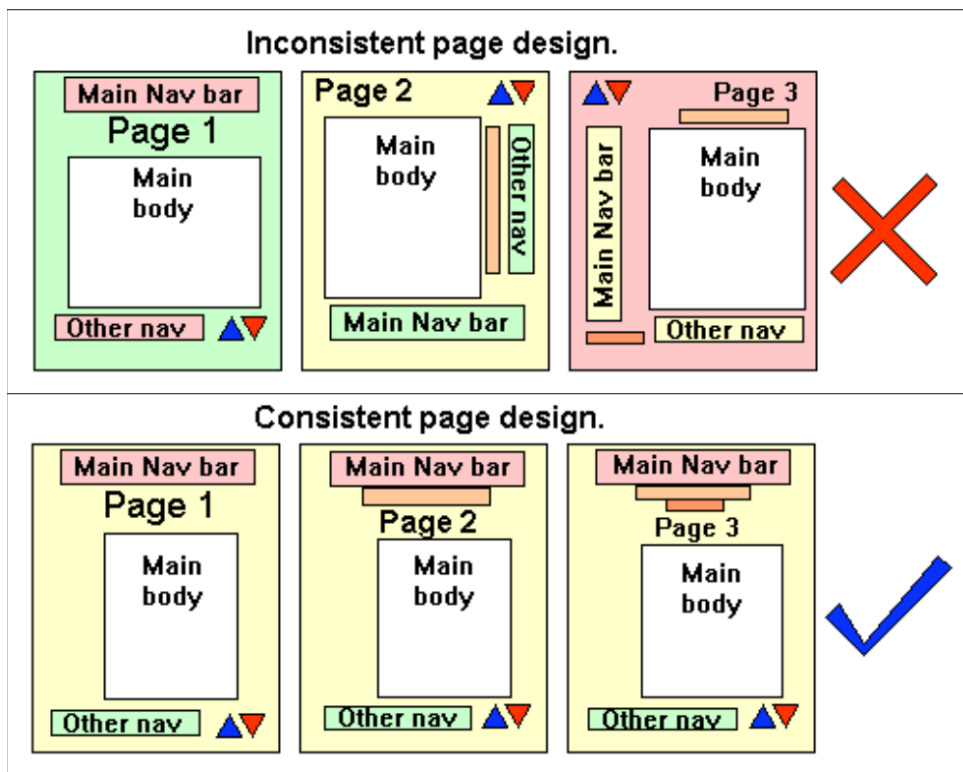 Inconsistent page design.
Main Nav bar
Page 1
Main
body
Other nav
Page 2
Main
body
Other nav
Main Nav bar
Page 3
Main Nav bar
Main
body
Other nav
Consistent page design.
Main Nav bar
Page 1
Main
body
Other nav
Main Nav bar
Page 2
Main
body
Other nav
Main Nav bar
Page 3
Main
body
Other nav